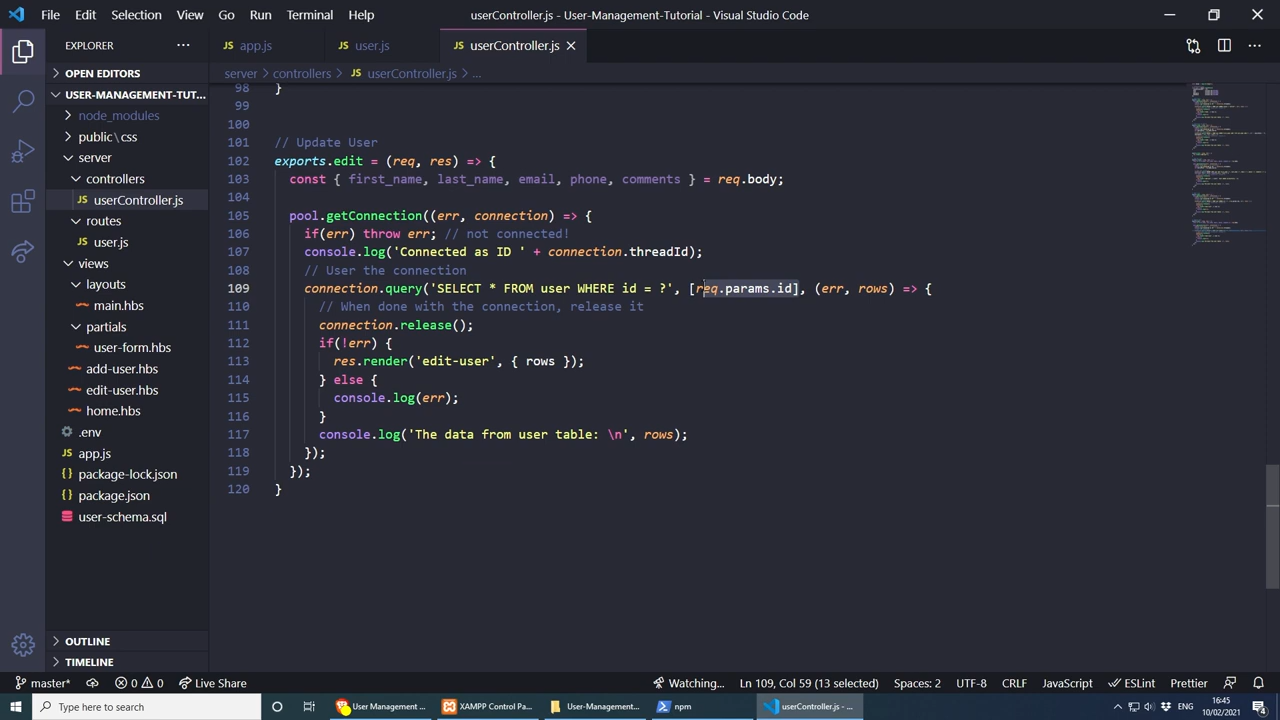 File Edit Selection View Go Run Terminal Help userController.js - User-Management-Tutorial - Visual Studio Code
EXPLORER
app.js user.js userController.js
OPEN EDITORS
server > controllers > userController.js > ...
USER-MANAGEMENT-TUT...
node_modules
public\css
server
controllers
userController.js
routes
user.js
views
layouts
main.hbs
partials
user-form.hbs
add-user.hbs
edit-user.hbs
home.hbs
.env
app.js
package-lock.json
package.json
user-schema.sql
OUTLINE
TIMELINE
98 }
99
100
101 // Update User
102 exports.edit = (req, res) => {
103 const { first_name, last_name, email, phone, comments } = req.body;
104
105 pool.getConnection((err, connection) => {
106 if(err) throw err; // not connected!
107 console.log('Connected as ID ' + connection.threadId);
108 // User the connection
109 connection.query('SELECT * FROM user WHERE id = ?', [req.params.id], (err, rows) => {
110 // When done with the connection, release it
111 connection.release();
112 if(!err) {
113 res.render('edit-user', { rows });
114 } else {
115 console.log(err);
116 }
117 console.log('The data from user table: \n', rows);
118 });
119 });
120 }
master* 0 0 Live Share Watching... Ln 109, Col 59 (13 selected) Spaces: 2 UTF-8 CRLF JavaScript ESLint Prettier
Type here to search User Management ... XAMPP Control Pa... User-Management-... npm userController.js - ... ENG 16:45
10/02/2021